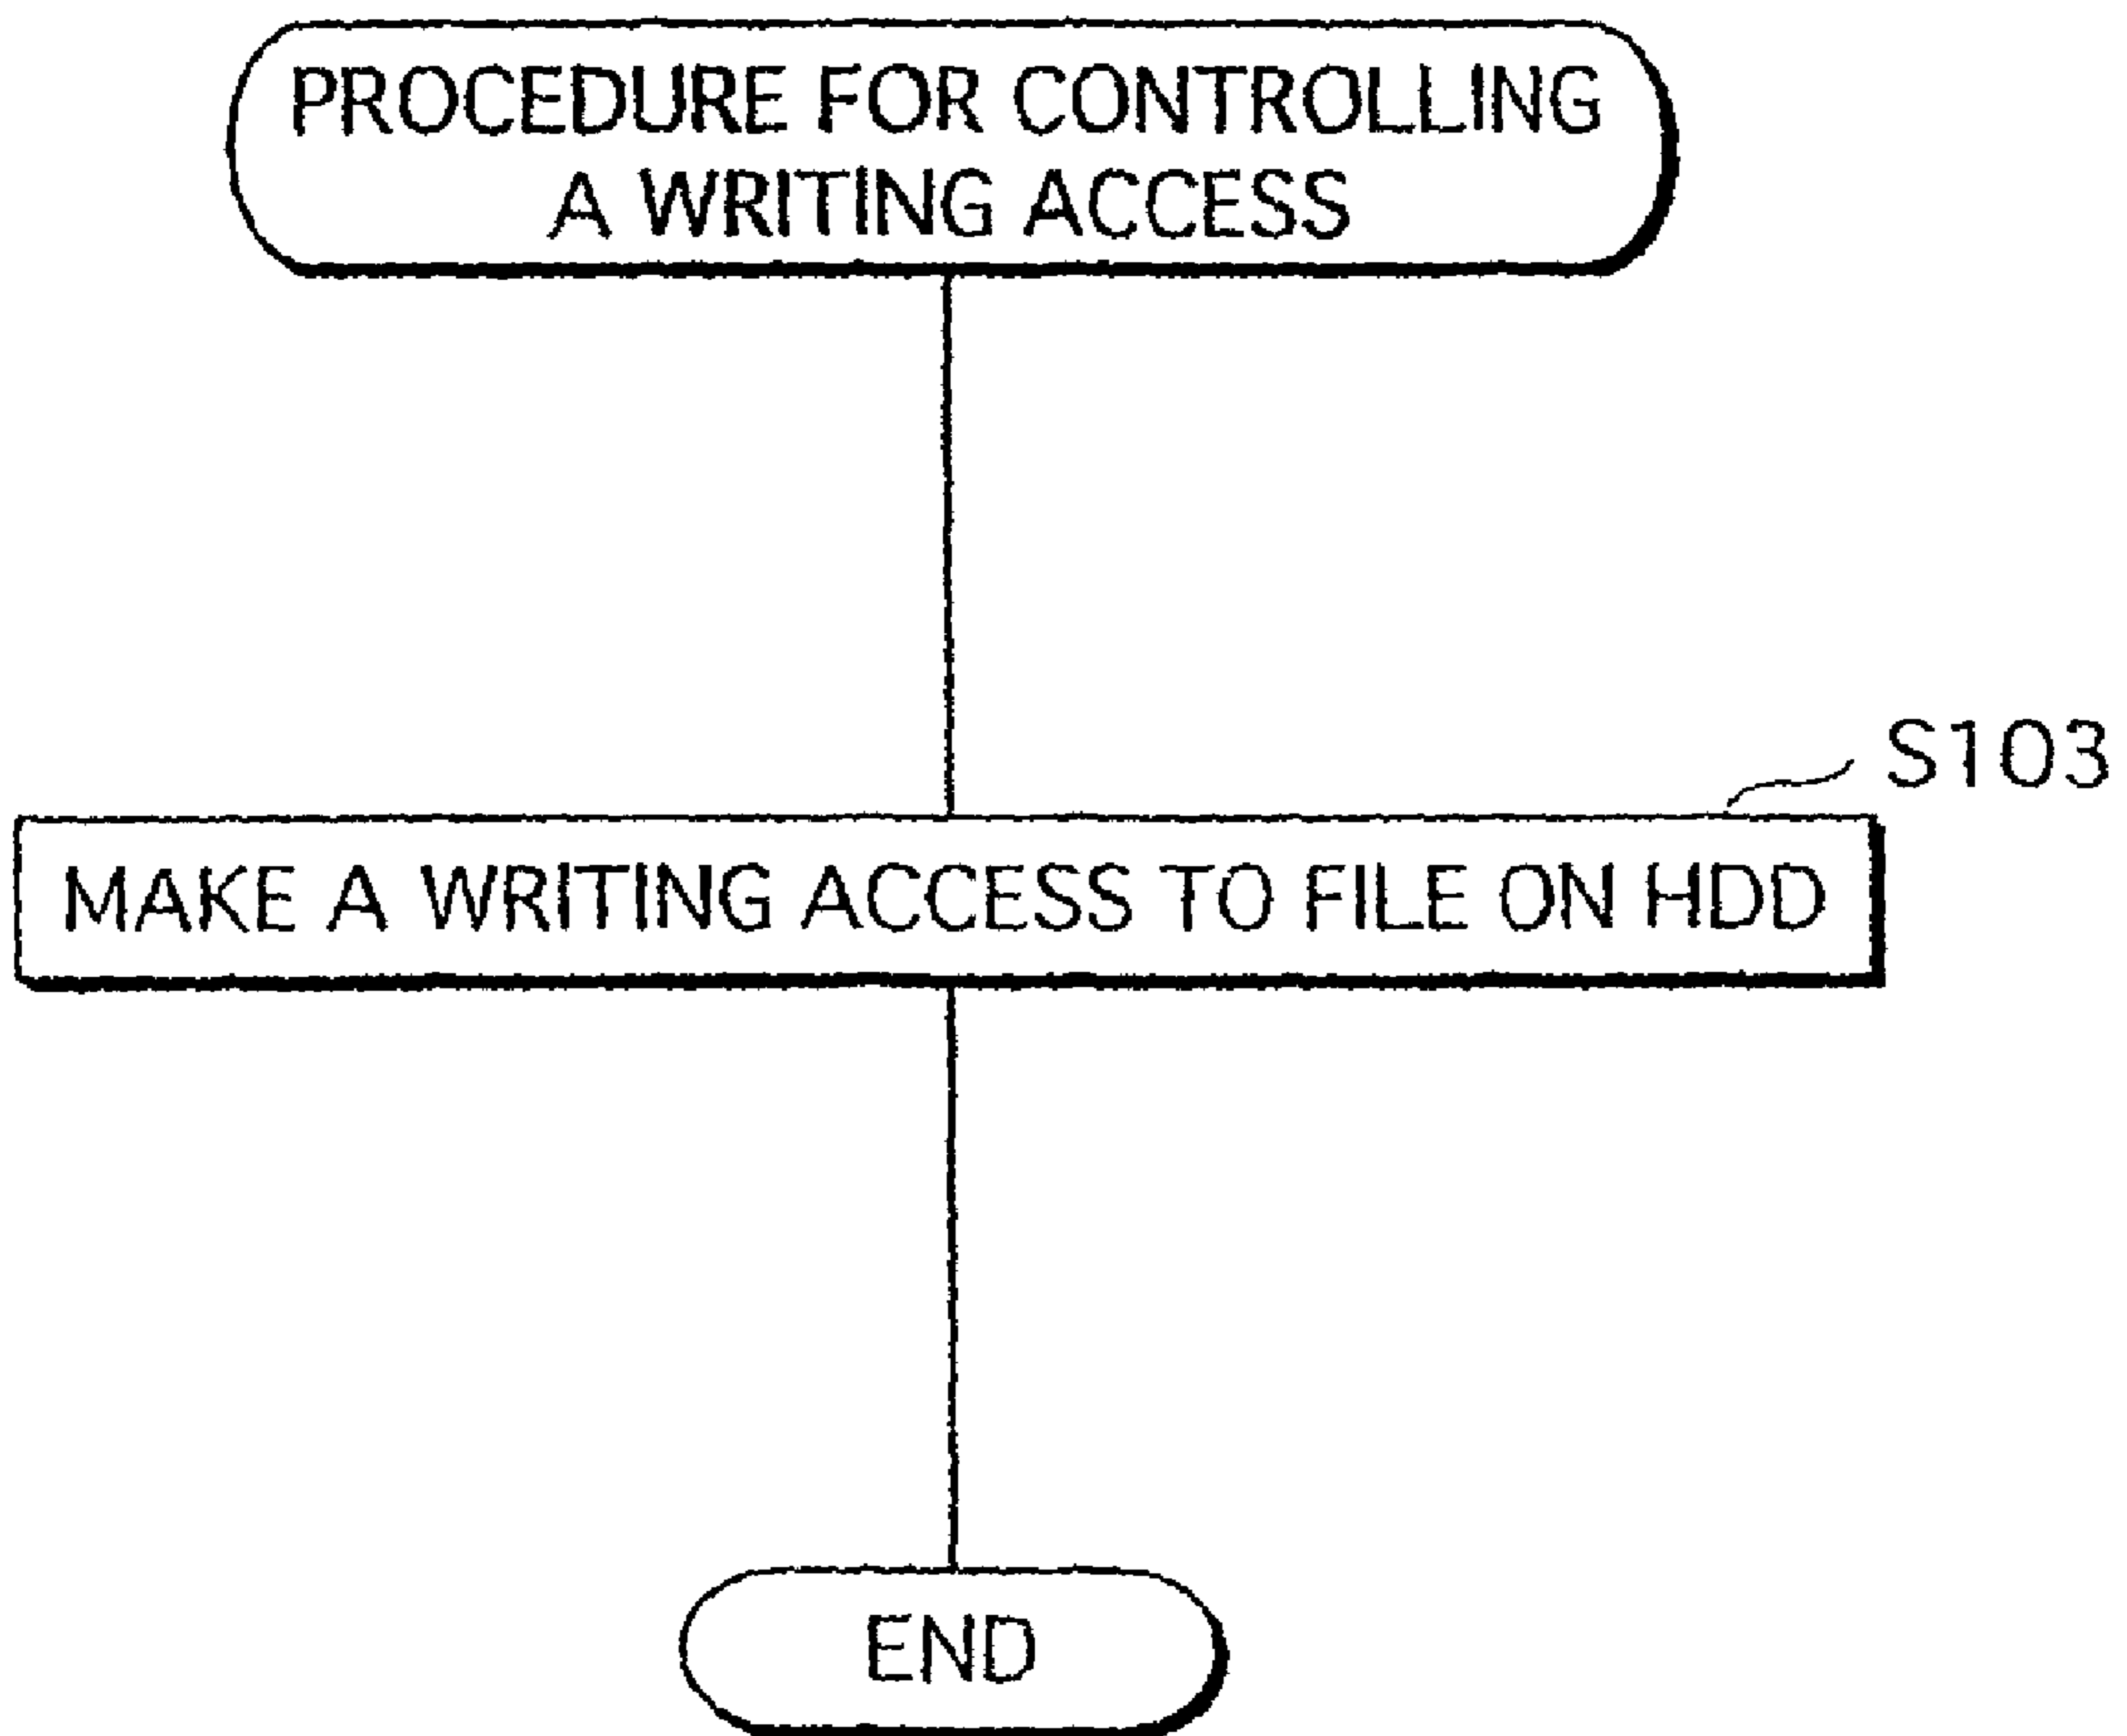 PROCEDURE FOR CONTROLLING
A WRITING ACCESS
S103
MAKE A WRITING ACCESS TO FILE ON HDD
END